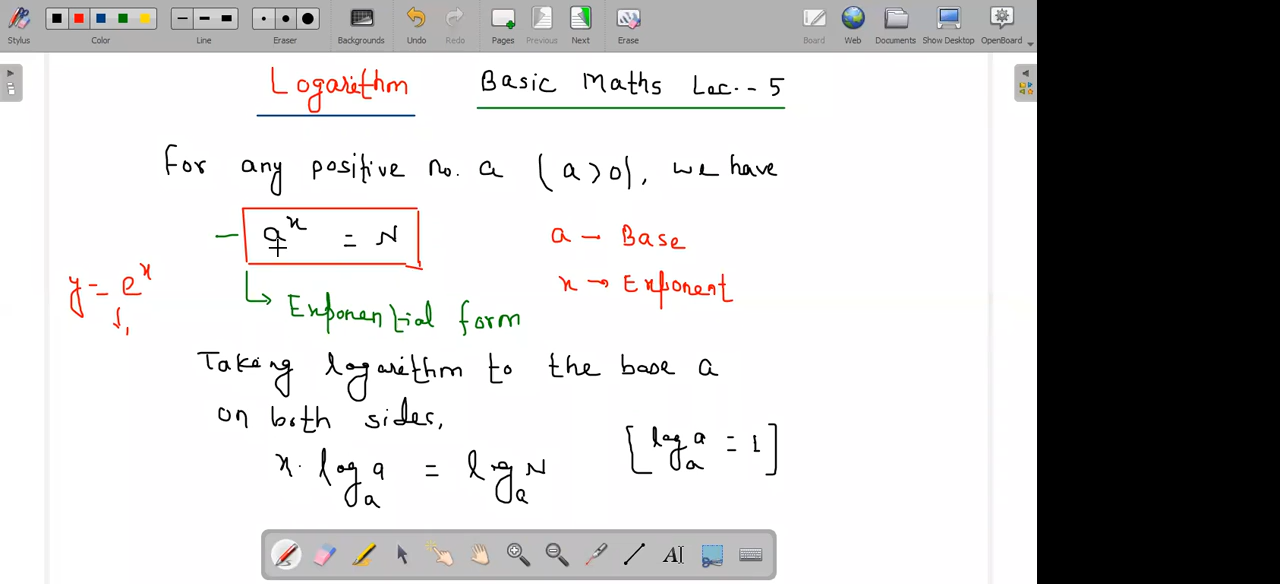 Stylus Color Line Eraser Backgrounds Undo Redo Pages Previous Next Erase Board Web Documents Show Desktop OpenBoard
Logarithm Basic Maths Lec.- 5
For any positive no. a (a>0), we have
- a^x = N a - Base
y = e^x x → Exponent
↳ Exponential form
Taking logarithm to the base a
on both sides,
x. log_a a = log_a N [log_a a = 1]
AI